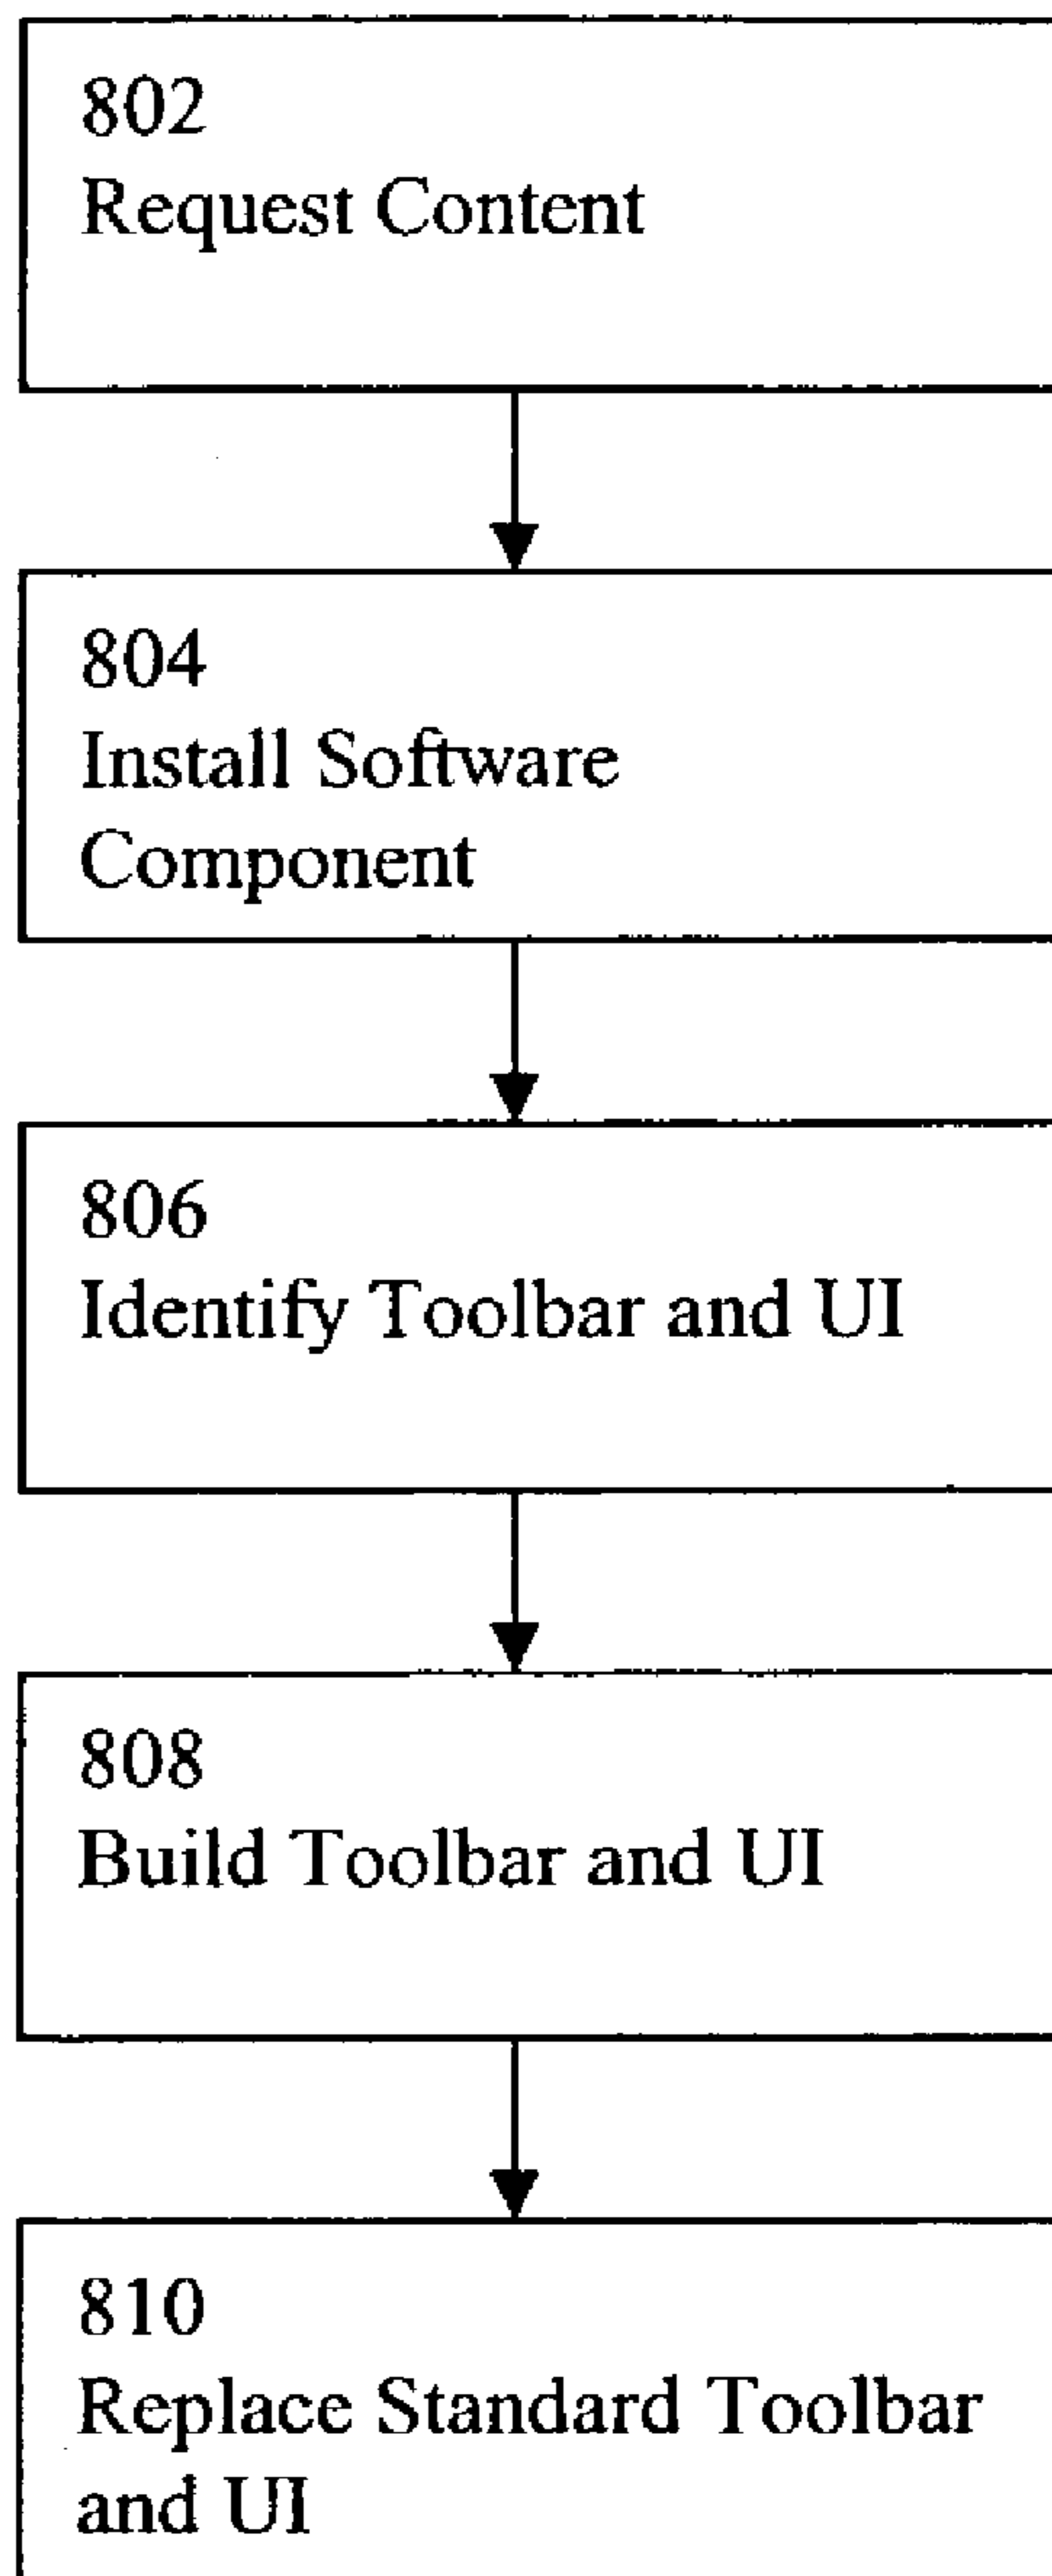 802
Request Content
804
Install Software
Component
806
Identify Toolbar and UI
808
Build Toolbar and UI
810
Replace Standard Toolbar
and UI